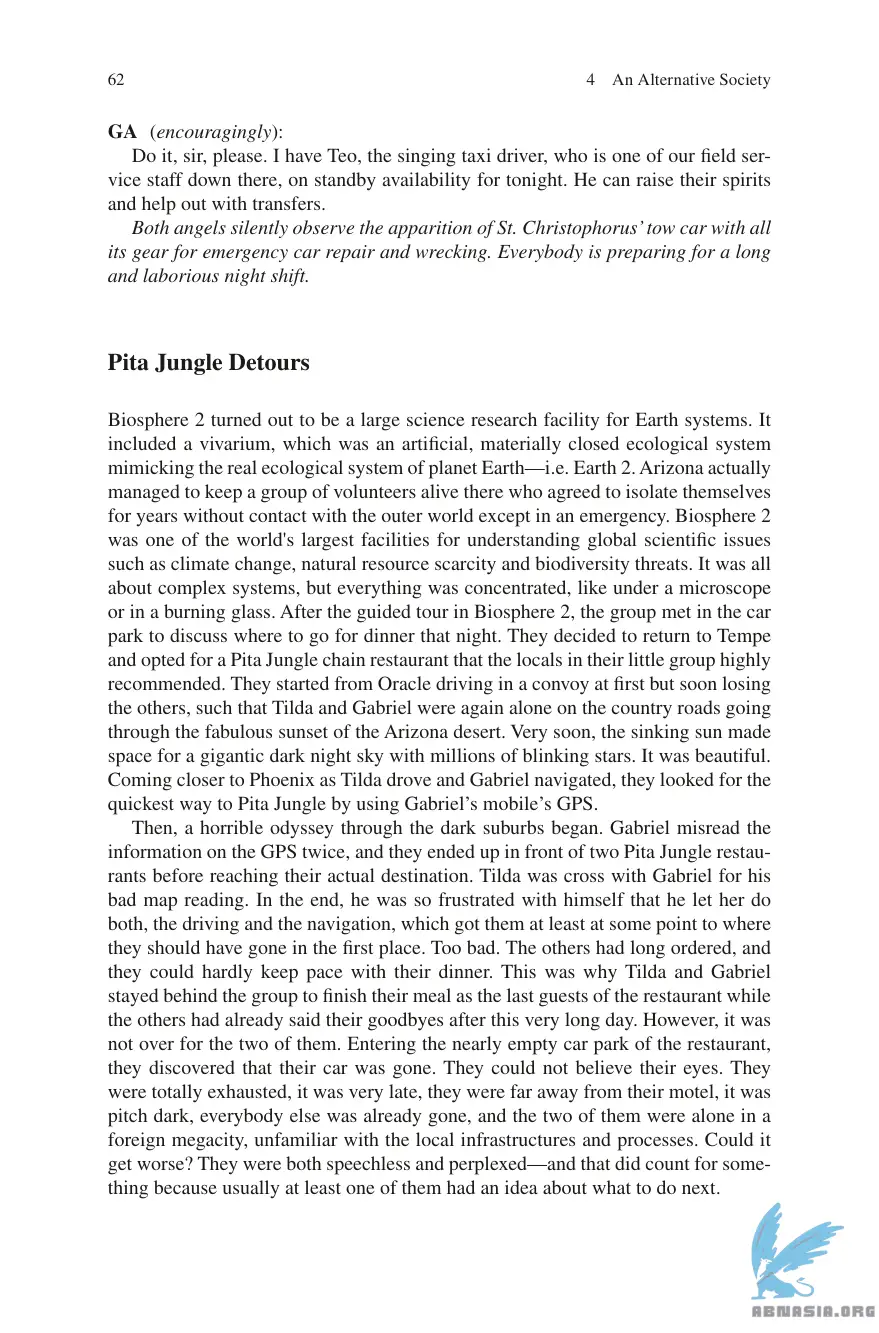 62
4 An Alternative Society
GA (encouragingly):
Do it, sir, please. I have Teo, the singing taxi driver, who is one of our field ser-
vice staff down there, on standby availability for tonight. He can raise their spirits
and help out with transfers.
Both angels silently observe the apparition of St. Christophorus’ tow car with all
its gear for emergency car repair and wrecking. Everybody is preparing for a long
and laborious night shift.
Pita Jungle Detours
Biosphere 2 turned out to be a large science research facility for Earth systems. It
included a vivarium, which was an artificial, materially closed ecological system
mimicking the real ecological system of planet Earth—i.e. Earth 2. Arizona actually
managed to keep a group of volunteers alive there who agreed to isolate themselves
for years without contact with the outer world except in an emergency. Biosphere 2
was one of the world's largest facilities for understanding global scientific issues
such as climate change, natural resource scarcity and biodiversity threats. It was all
about complex systems, but everything was concentrated, like under a microscope
or in a burning glass. After the guided tour in Biosphere 2, the group met in the car
park to discuss where to go for dinner that night. They decided to return to Tempe
and opted for a Pita Jungle chain restaurant that the locals in their little group highly
recommended. They started from Oracle driving in a convoy at first but soon losing
the others, such that Tilda and Gabriel were again alone on the country roads going
through the fabulous sunset of the Arizona desert. Very soon, the sinking sun made
space for a gigantic dark night sky with millions of blinking stars. It was beautiful.
Coming closer to Phoenix as Tilda drove and Gabriel navigated, they looked for the
quickest way to Pita Jungle by using Gabriel’s mobile’s GPS.
Then, a horrible odyssey through the dark suburbs began. Gabriel misread the
information on the GPS twice, and they ended up in front of two Pita Jungle restau-
rants before reaching their actual destination. Tilda was cross with Gabriel for his
bad map reading. In the end, he was so frustrated with himself that he let her do
both, the driving and the navigation, which got them at least at some point to where
they should have gone in the first place. Too bad. The others had long ordered, and
they could hardly keep pace with their dinner. This was why Tilda and Gabriel
stayed behind the group to finish their meal as the last guests of the restaurant while
the others had already said their goodbyes after this very long day. However, it was
not over for the two of them. Entering the nearly empty car park of the restaurant,
they discovered that their car was gone. They could not believe their eyes. They
were totally exhausted, it was very late, they were far away from their motel, it was
pitch dark, everybody else was already gone, and the two of them were alone in a
foreign megacity, unfamiliar with the local infrastructures and processes. Could it
get worse? They were both speechless and perplexed—and that did count for some-
thing because usually at least one of them had an idea about what to do next.
ABNASIA.ORG